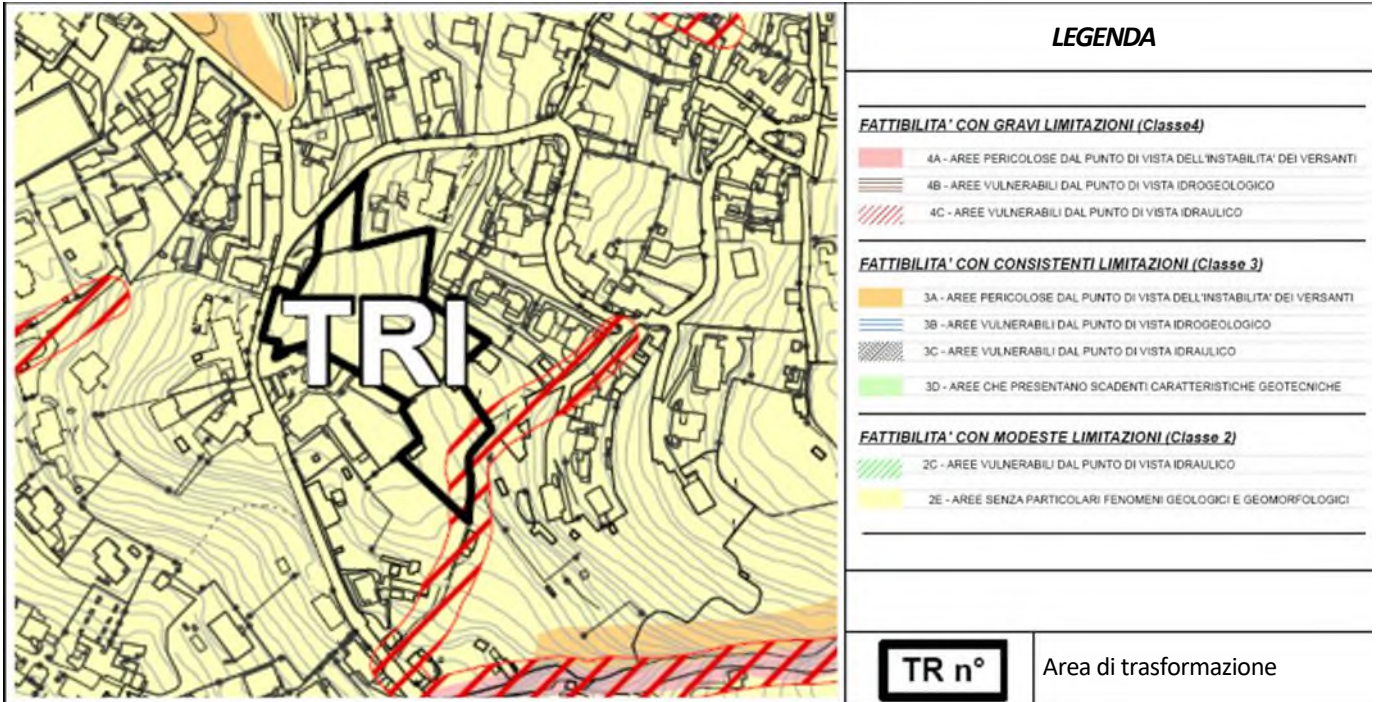 TRI
LEGENDA
FATTIBILITA' CON GRAVI LIMITAZIONI (Classe4)
4A - AREE PERICOLOSE DAL PUNTO DI VISTA DELL'INSTABILITA' DEI VERSANTI
4B - AREE VULNERABILI DAL PUNTO DI VISTA IDROGEOLOGICO
4C - AREE VULNERABILI DAL PUNTO DI VISTA IDRAULICO
FATTIBILITA' CON CONSISTENTI LIMITAZIONI (Classe 3)
3A - AREE PERICOLOSE DAL PUNTO DI VISTA DELL'INSTABILITA' DEI VERSANTI
3B - AREE VULNERABILI DAL PUNTO DI VISTA IDROGEOLOGICO
3C - AREE VULNERABILI DAL PUNTO DI VISTA IDRAULICO
3D - AREE CHE PRESENTANO SCADENTI CARATTERISTICHE GEOTECNICHE
FATTIBILITA' CON MODESTE LIMITAZIONI (Classe 2)
2C - AREE VULNERABILI DAL PUNTO DI VISTA IDRAULICO
2E - AREE SENZA PARTICOLARI FENOMENI GEOLOGICI E GEOMORFOLOGICI
TR n° Area di trasformazione